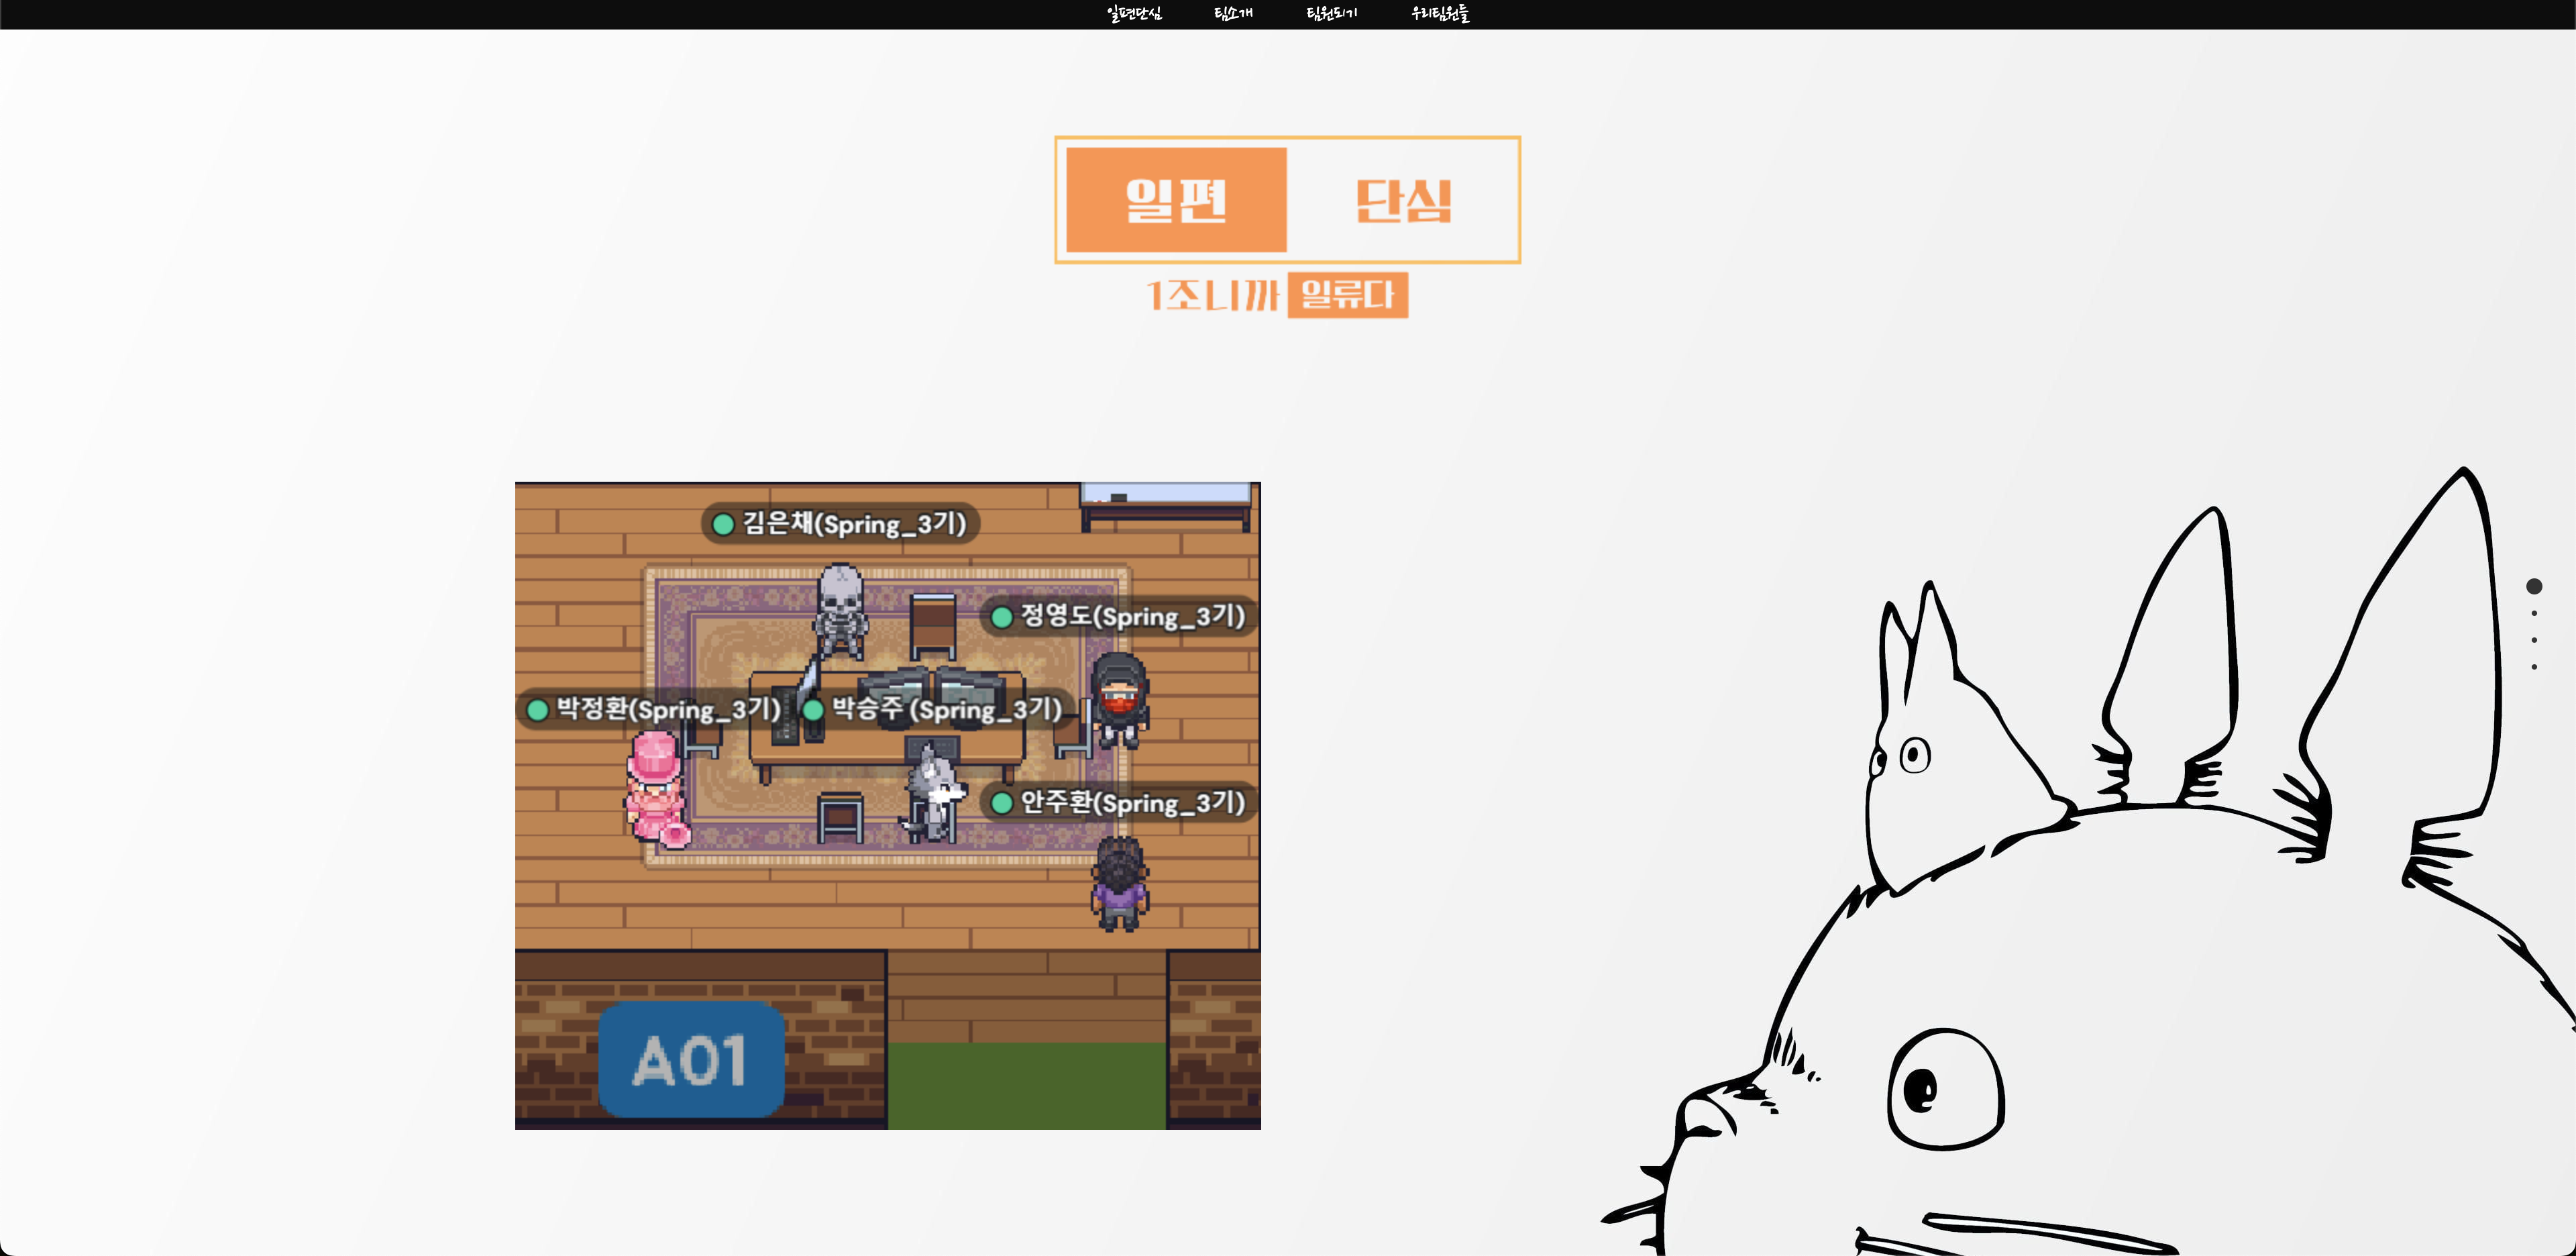 일편단심 팀소개 팀원되기 우리팀원들
일편 단심
1조니까 일류다
김은채(Spring_3기)
정영도(Spring_3기)
박정환(Spring_3기) 박승주 (Spring_3기)
안주환(Spring_3기)
A01